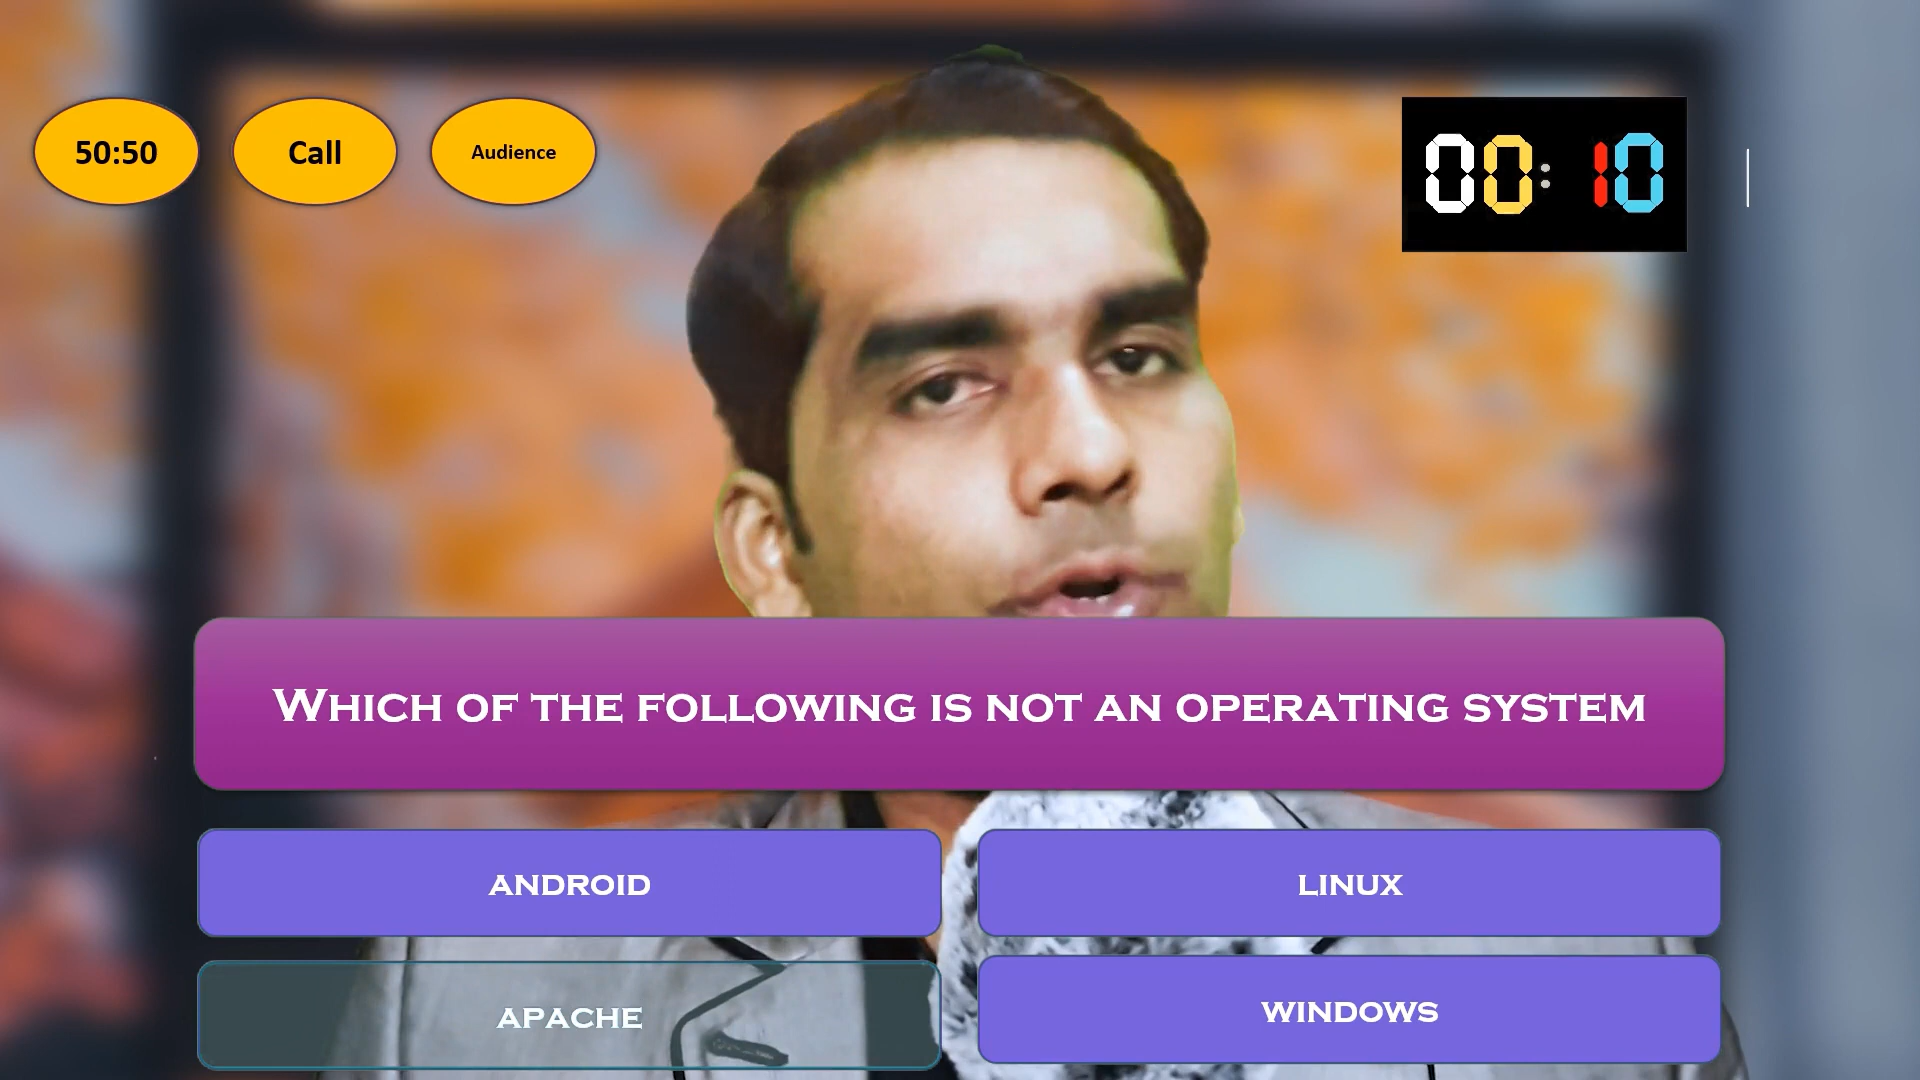 50:50 Call Audience
00:10
Which of the following is not an operating system
ANDROID LINUX
APACHE WINDOWS